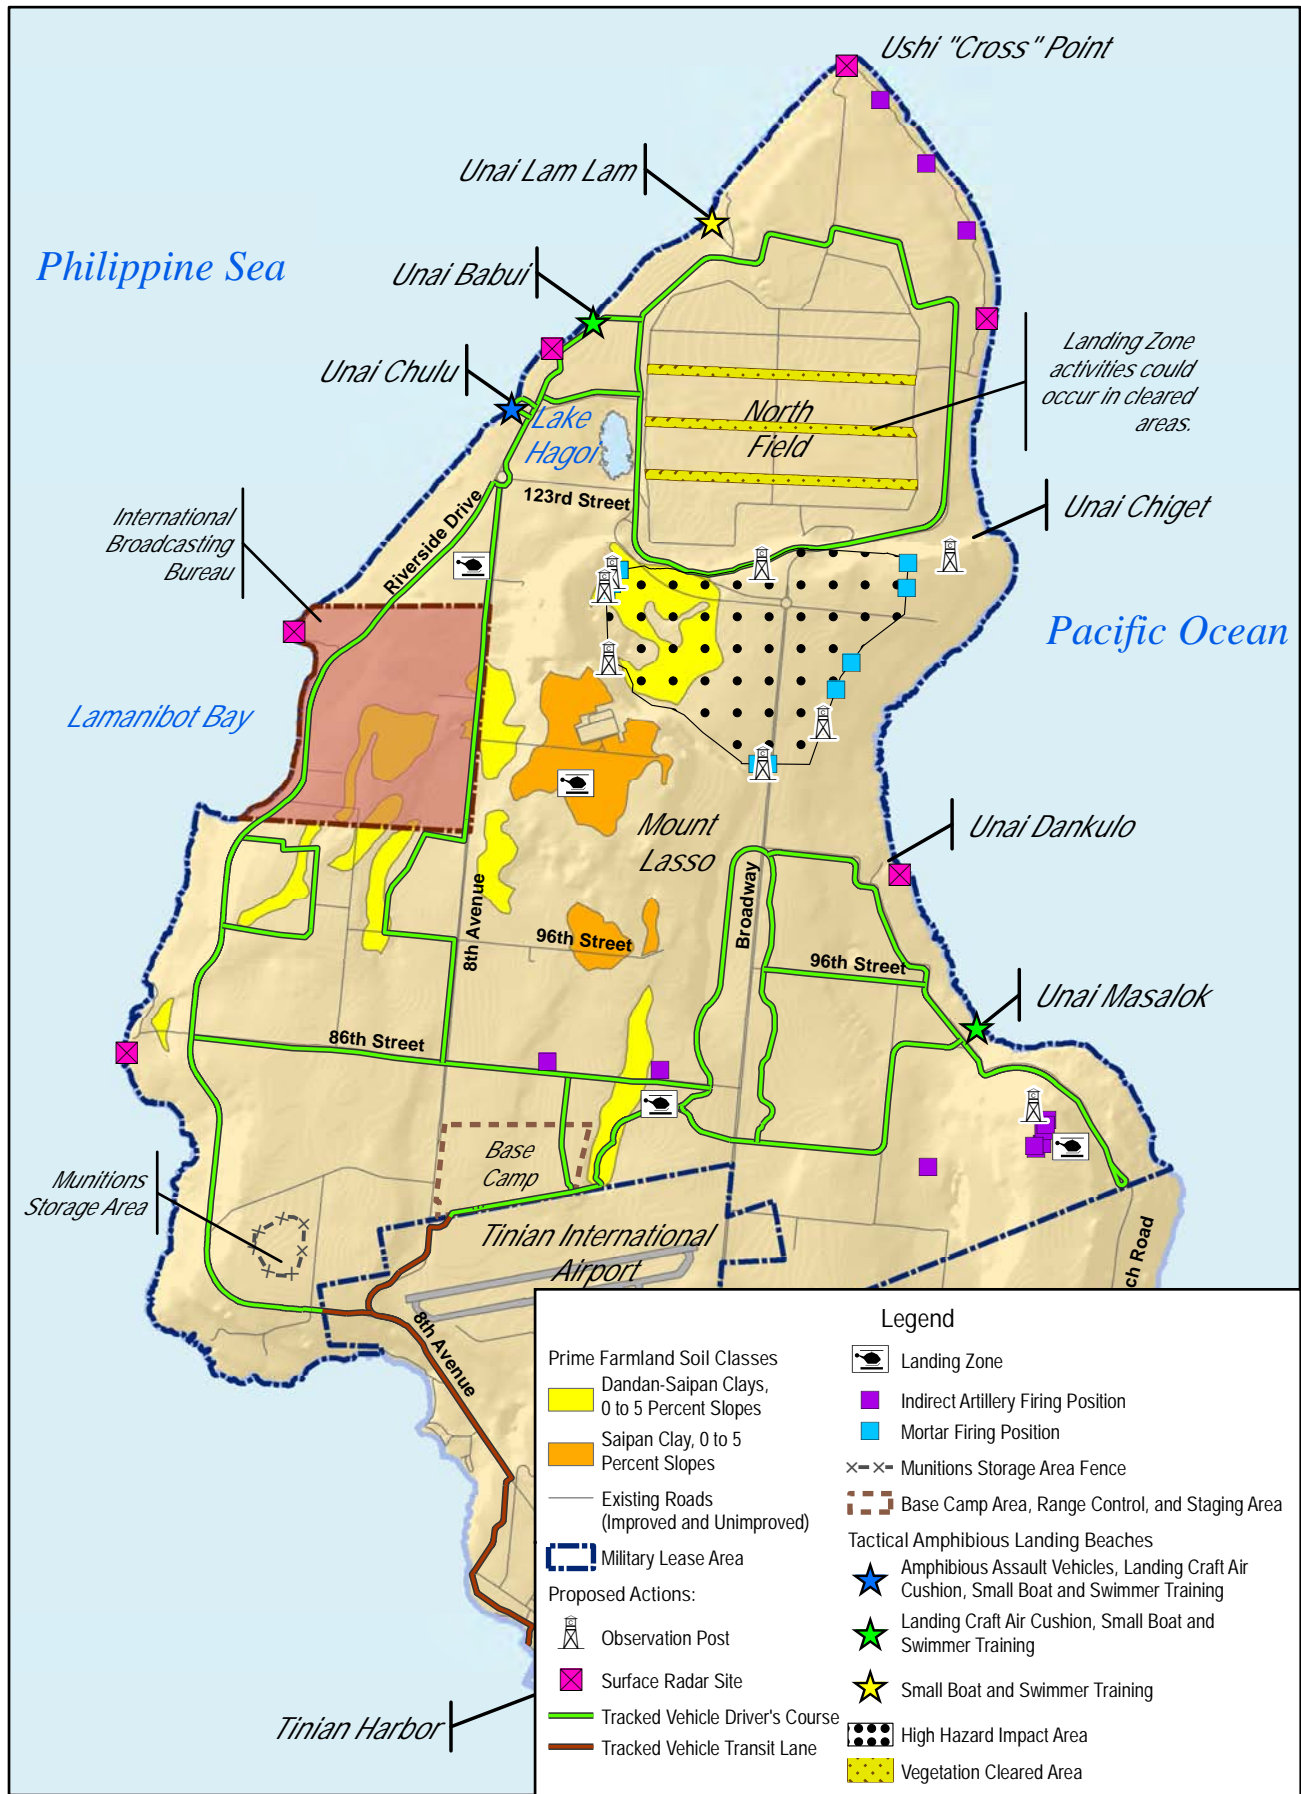 Ushi "Cross" Point
Unai Lam Lam
Philippine Sea
Unai Babui
Unai Chulu
Lake
Hagoi
North
Field
Landing Zone
activities could
occur in cleared
areas.
123rd Street
Unai Chiget
International
Broadcasting
Bureau
Riverside Drive
Pacific Ocean
Lamanibot Bay
Mount
Lasso
Unai Dankulo
8th Avenue
96th Street
Broadway
96th Street
Unai Masalok
86th Street
Base
Camp
Munitions
Storage Area
Tinian International
Airport
ch Road
8th Avenue
Tinian Harbor
Legend
Prime Farmland Soil Classes
Dandan-Saipan Clays,
0 to 5 Percent Slopes
Saipan Clay, 0 to 5
Percent Slopes
Existing Roads
(Improved and Unimproved)
Military Lease Area
Proposed Actions:
Observation Post
Surface Radar Site
Tracked Vehicle Driver's Course
Tracked Vehicle Transit Lane
Landing Zone
Indirect Artillery Firing Position
Mortar Firing Position
Munitions Storage Area Fence
Base Camp Area, Range Control, and Staging Area
Tactical Amphibious Landing Beaches
Amphibious Assault Vehicles, Landing Craft Air
Cushion, Small Boat and Swimmer Training
Landing Craft Air Cushion, Small Boat and
Swimmer Training
Small Boat and Swimmer Training
High Hazard Impact Area
Vegetation Cleared Area